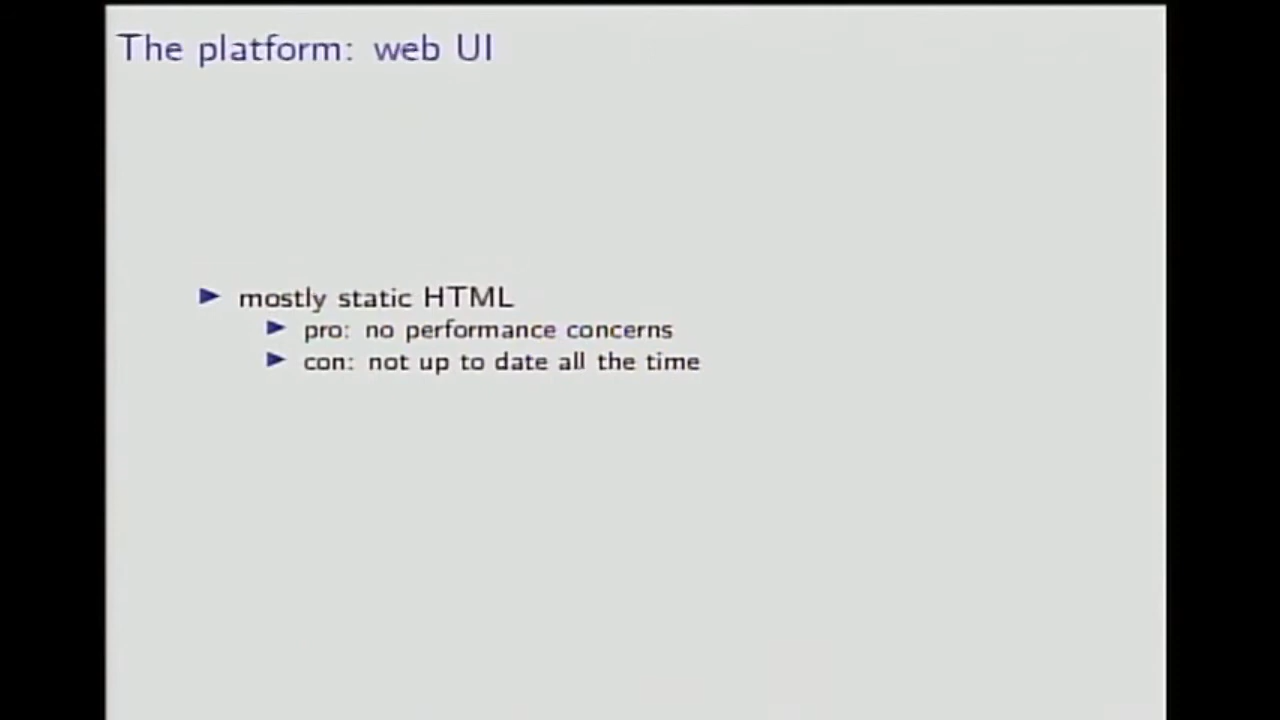 The platform: web UI
mostly static HTML
pro: no performance concerns
con: not up to date all the time